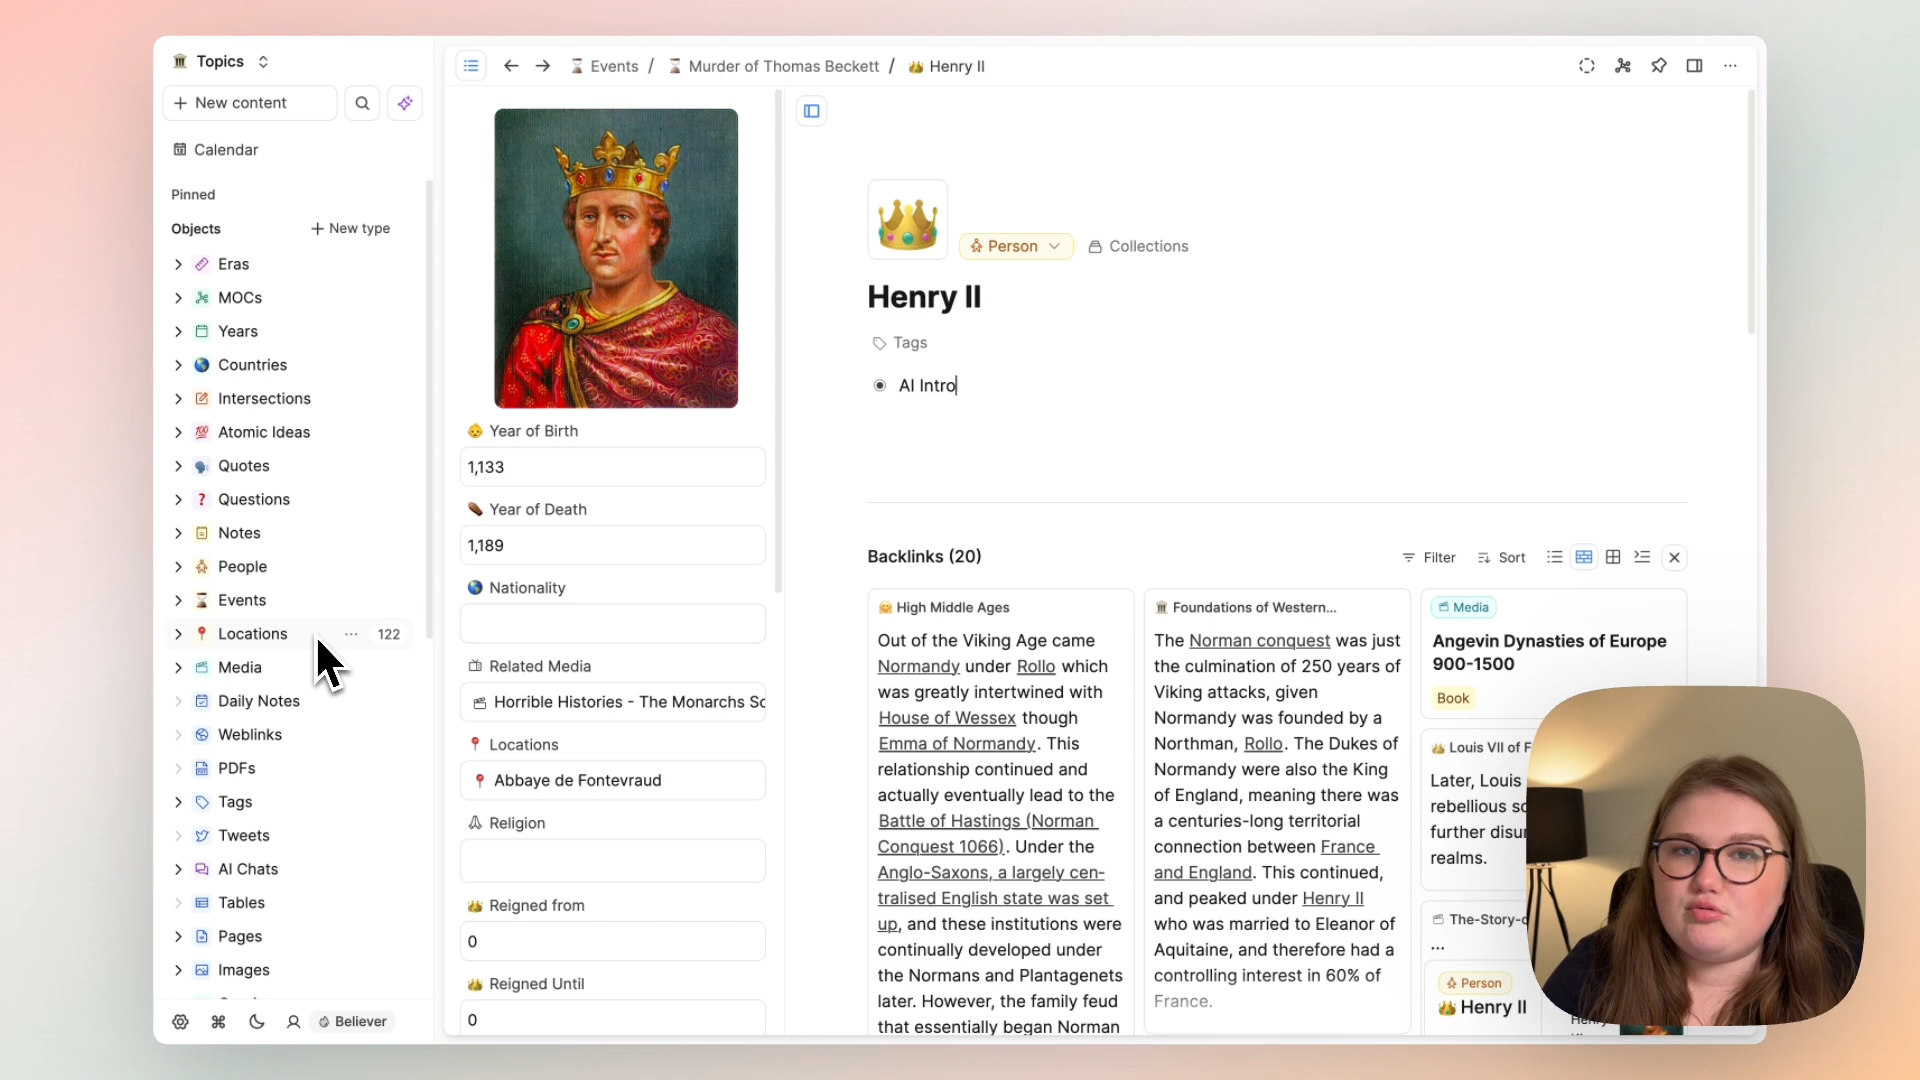 Topics
New content
Calendar
Pinned
Objects
New type
Eras
MOCs
Years
Countries
Intersections
Atomic Ideas
Quotes
Questions
Notes
People
Events
Locations ... 122
Media
Daily Notes
Weblinks
PDFs
Tags
Tweets
AI Chats
Tables
Pages
Images
Believer
Events / Murder of Thomas Beckett / Henry II
Year of Birth
1,133
Year of Death
1,189
Nationality
Related Media
Horrible Histories - The Monarchs So
Locations
Abbaye de Fontevraud
Religion
Reigned from
0
Reigned Until
0
Person
Collections
Henry II
Tags
AI Intro
Backlinks (20)
Filter
Sort
High Middle Ages
Out of the Viking Age came
Normandy under Rollo which
was greatly intertwined with
House of Wessex though
Emma of Normandy. This
relationship continued and
actually eventually lead to the
Battle of Hastings (Norman
Conquest 1066). Under the
Anglo-Saxons, a largely cen-
tralised English state was set
up, and these institutions were
continually developed under
the Normans and Plantagenets
later. However, the family feud
that essentially began Norman
Foundations of Western...
The Norman conquest was just
the culmination of 250 years of
Viking attacks, given
Normandy was founded by a
Northman, Rollo. The Dukes of
Normandy were also the King
of England, meaning there was
a centuries-long territorial
connection between France
and England. This continued,
and peaked under Henry II
who was married to Eleanor of
Aquitaine, and therefore had a
controlling interest in 60% of
France.
Media
Angevin Dynasties of Europe
900-1500
Book
Louis VII of F
Later, Louis
rebellious
further
realms.
The-Story-
...
Person
Henry II